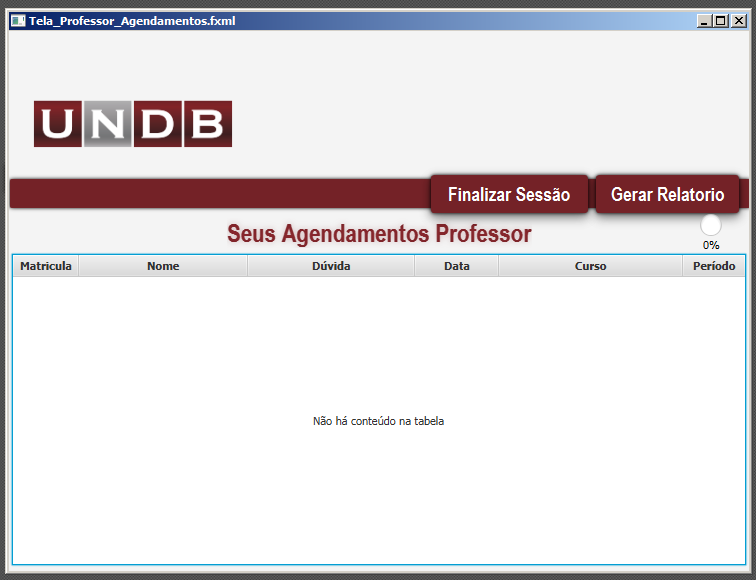 Tela_Professor_Agendamentos.fxml
UNDB
Finalizar Sessão Gerar Relatorio
Seus Agendamentos Professor
0%
Matricula Nome Dúvida Data Curso Período
Não há conteúdo na tabela